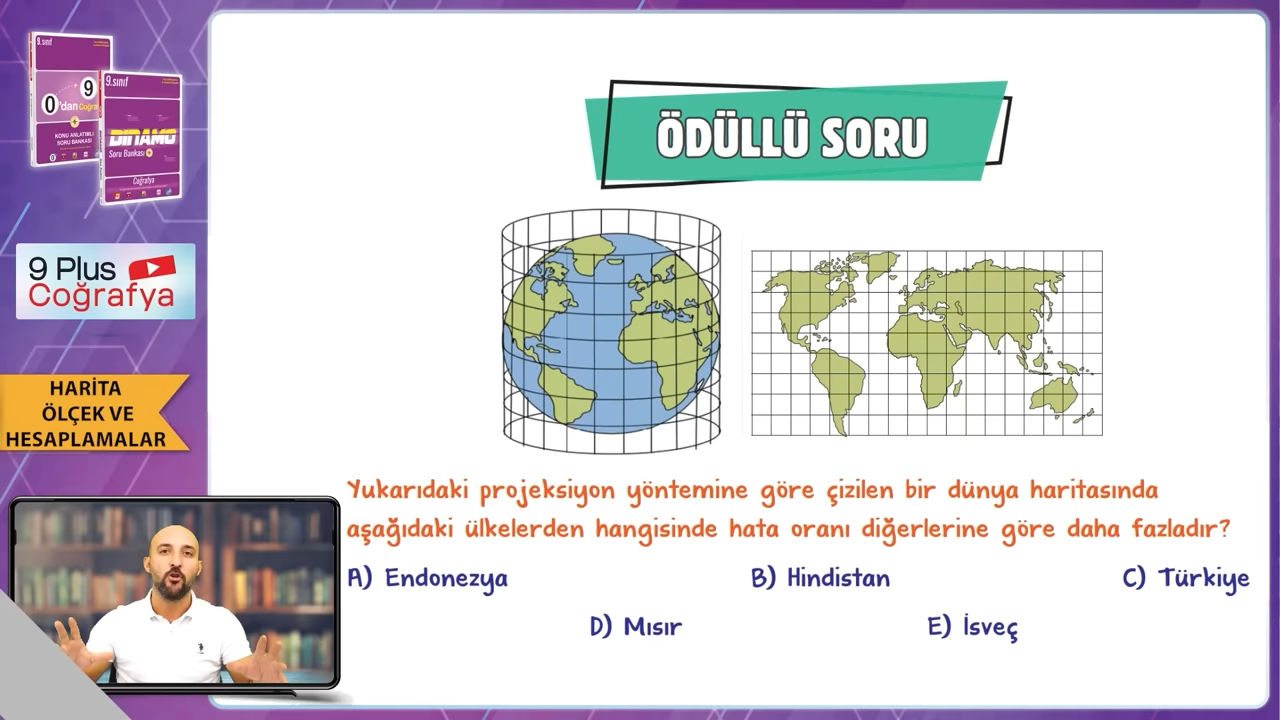 9.sınıf
0'dan 9
KONU ANLATIMLI
SORU BANKASI
9.sınıf
DİNAMO
Soru Bankası
Coğrafya
9 Plus
Coğrafya
HARİTA
ÖLÇEK VE
HESAPLAMALAR
ÖDÜLLÜ SORU
Yukarıdaki projeksiyon yöntemine göre çizilen bir dünya haritasında
aşağıdaki ülkelerden hangisinde hata oranı diğerlerine göre daha fazladır?
A) Endonezya B) Hindistan C) Türkiye
D) Mısır E) İsveç